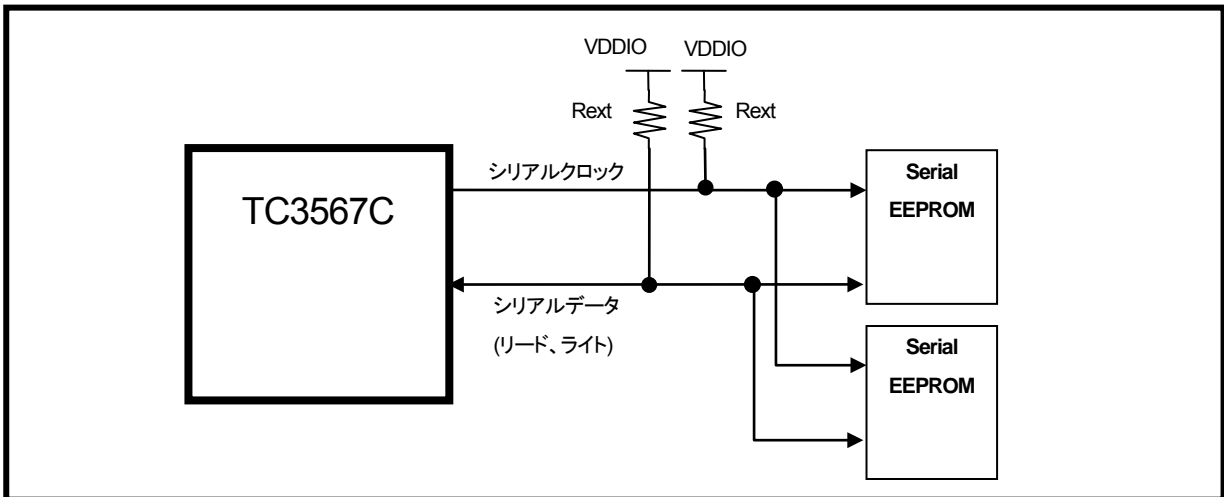 VDDIO VDDIO
Rext Rext
シリアルクロック
TC3567C
Serial
EEPROM
シリアルデータ
(リード、ライト)
Serial
EEPROM